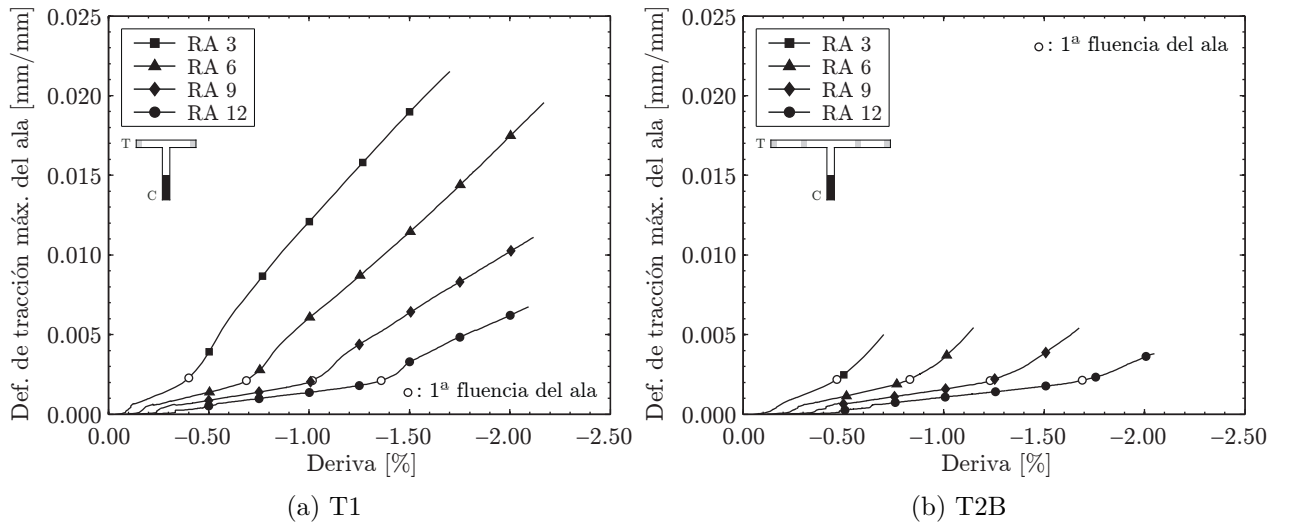 Def. de tracción máx. del ala [mm/mm]
0.025
0.020
0.015
0.010
0.005
0.000
RA 3
RA 6
RA 9
RA 12
T
C
: 1ª fluencia del ala
0.00 −0.50 −1.00 −1.50 −2.00 −2.50
Deriva [%]
(a) T1
Def. de tracción máx. del ala [mm/mm]
0.025
0.020
0.015
0.010
0.005
0.000
RA 3
RA 6
RA 9
RA 12
: 1ª fluencia del ala
T
C
0.00 −0.50 −1.00 −1.50 −2.00 −2.50
Deriva [%]
(b) T2B